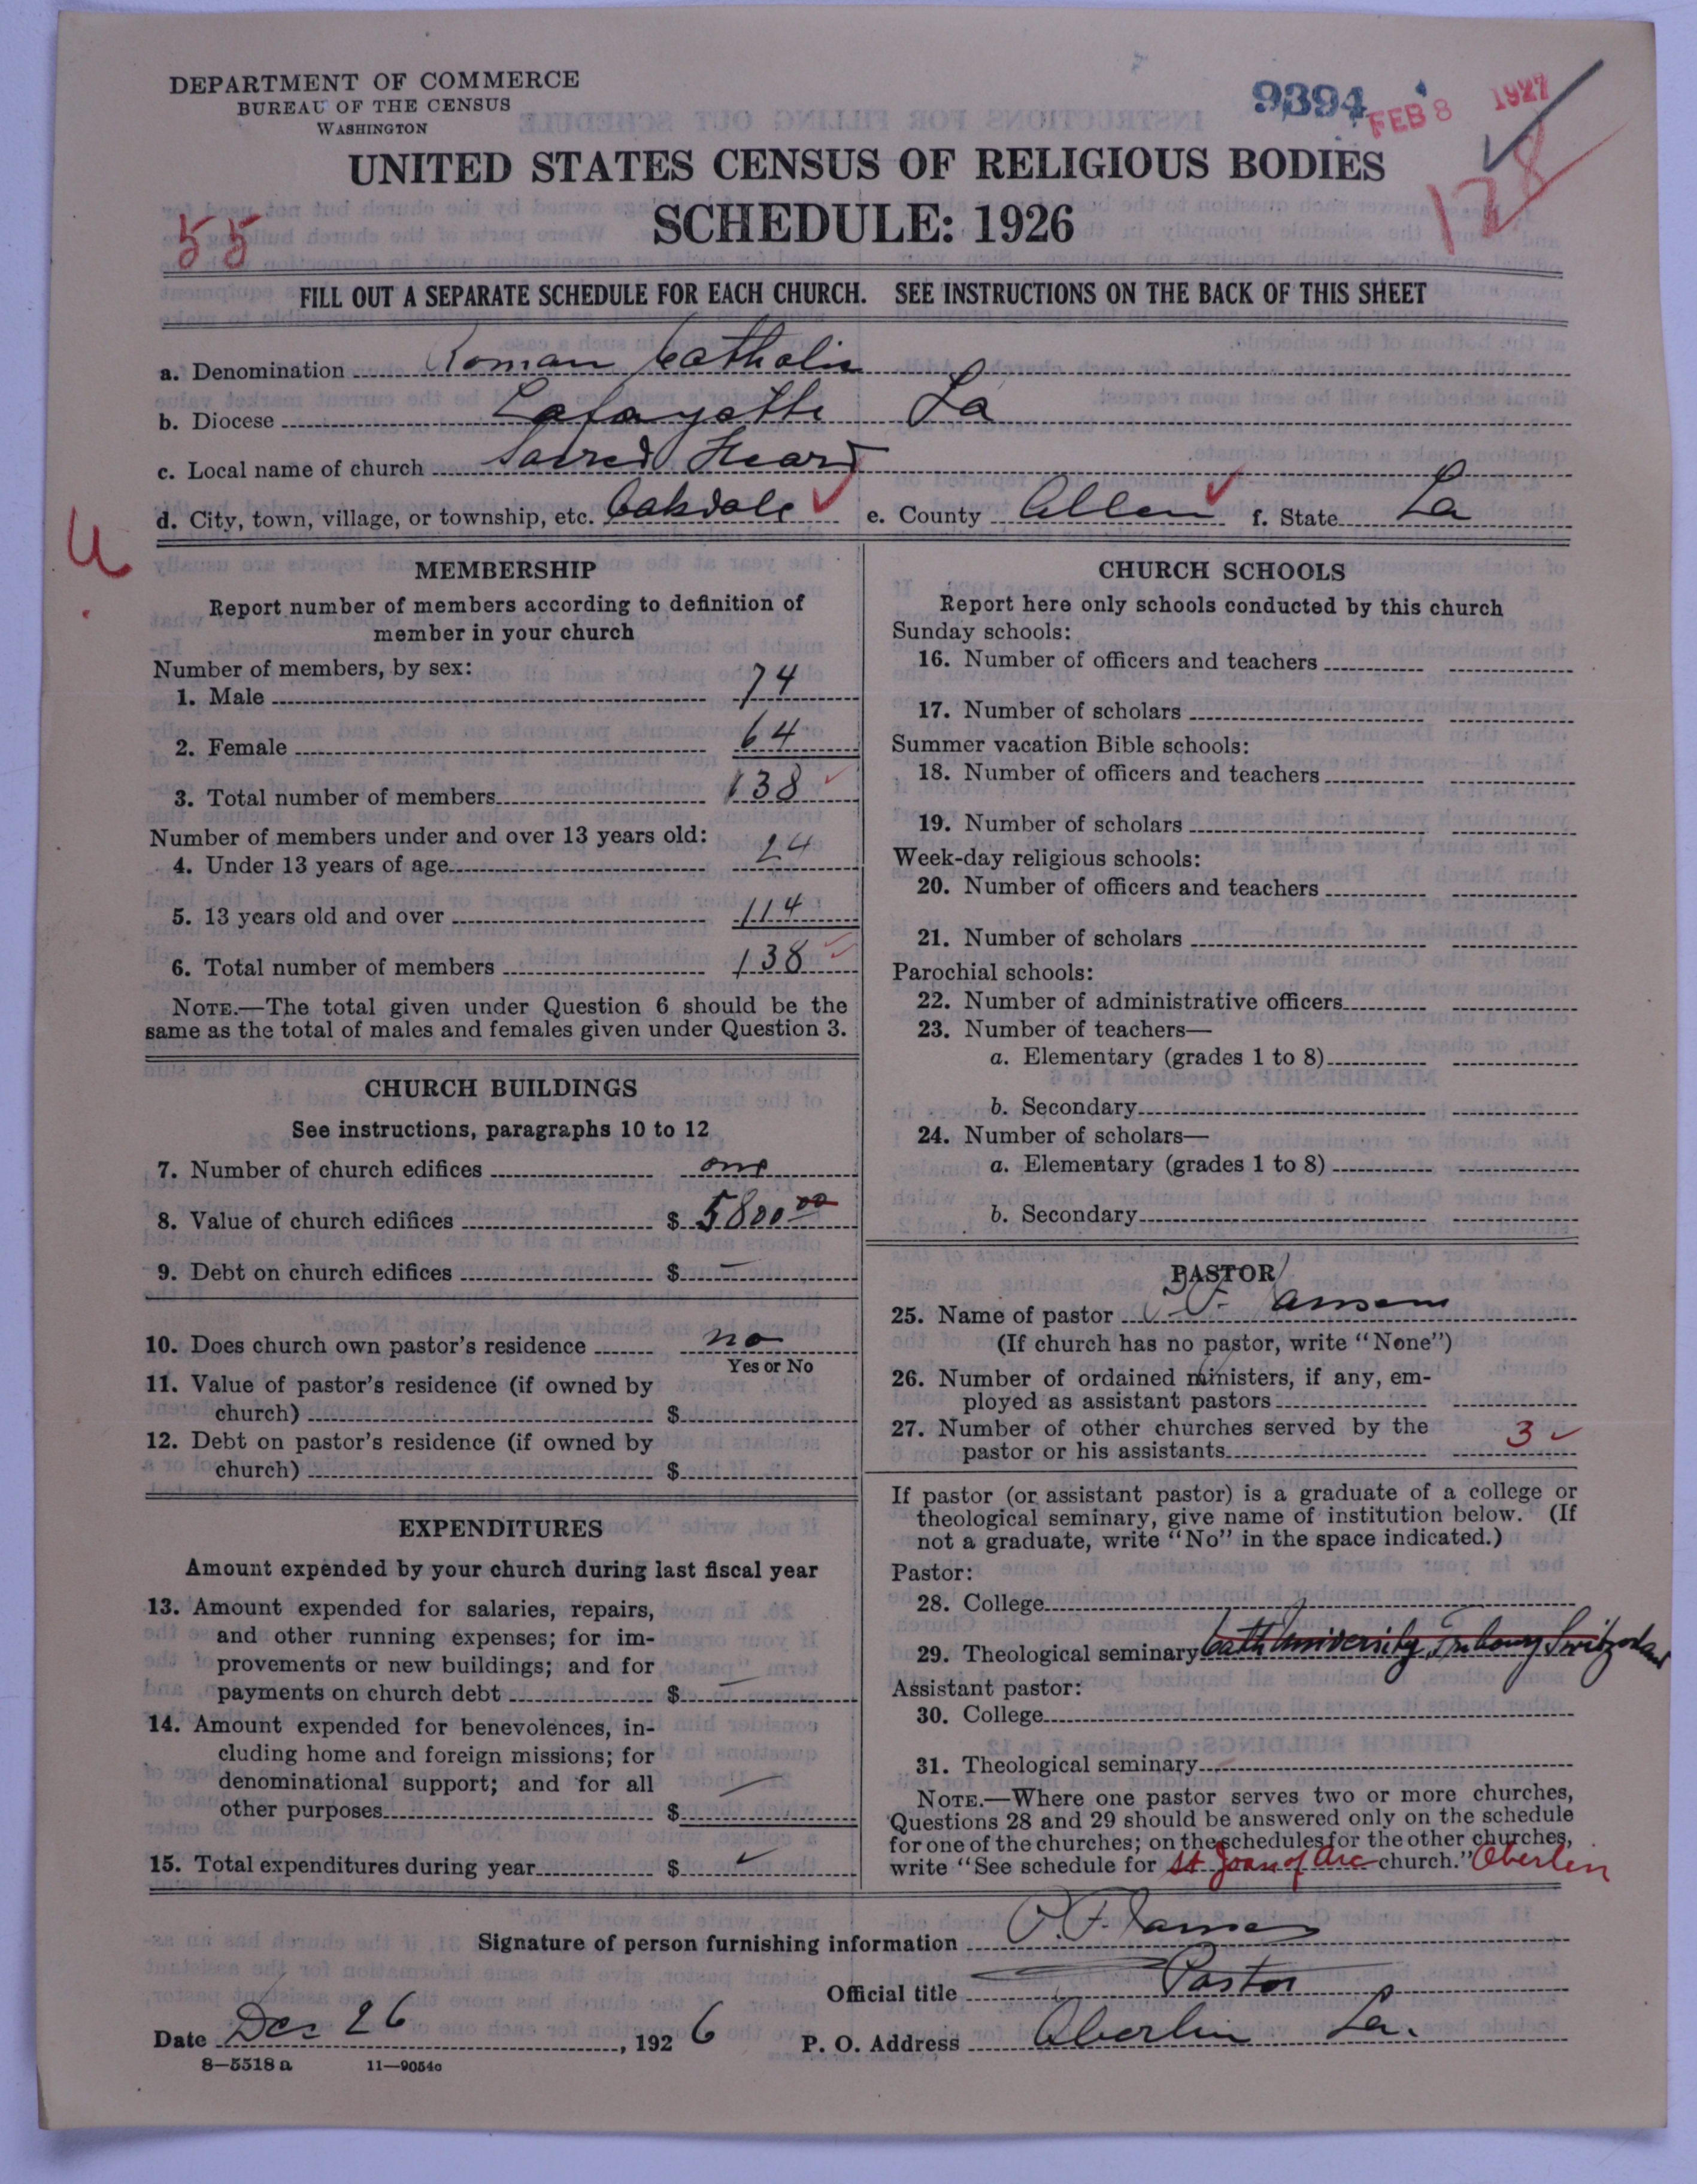 DEPARTMENT OF COMMERCE
BUREAU OF THE CENSUS
WASHINGTON
9394
FEB 8 1927
128
UNITED STATES CENSUS OF RELIGIOUS BODIES
SCHEDULE: 1926
55
FILL OUT A SEPARATE SCHEDULE FOR EACH CHURCH. SEE INSTRUCTIONS ON THE BACK OF THIS SHEET
a. Denomination Roman Catholic
b. Diocese Lafayette La
c. Local name of church Sacred Heart
d. City, town, village, or township, etc. Oakdale e. County Allen f. State La
MEMBERSHIP
Report number of members according to definition of
member in your church
Number of members, by sex:
1. Male 74
2. Female 64
3. Total number of members 138
Number of members under and over 13 years old:
4. Under 13 years of age 24
5. 13 years old and over 114
6. Total number of members 138
NOTE.—The total given under Question 6 should be the
same as the total of males and females given under Question 3.
CHURCH BUILDINGS
See instructions, paragraphs 10 to 12
7. Number of church edifices one
8. Value of church edifices $ 5800 00
9. Debt on church edifices $ —
10. Does church own pastor's residence no
Yes or No
11. Value of pastor's residence (if owned by
church) $
12. Debt on pastor's residence (if owned by
church) $
EXPENDITURES
Amount expended by your church during last fiscal year
13. Amount expended for salaries, repairs,
and other running expenses; for im-
provements or new buildings; and for
payments on church debt $ —
14. Amount expended for benevolences, in-
cluding home and foreign missions; for
denominational support; and for all
other purposes $ —
15. Total expenditures during year $
CHURCH SCHOOLS
Report here only schools conducted by this church
Sunday schools:
16. Number of officers and teachers
17. Number of scholars
Summer vacation Bible schools:
18. Number of officers and teachers
19. Number of scholars
Week-day religious schools:
20. Number of officers and teachers
21. Number of scholars
Parochial schools:
22. Number of administrative officers
23. Number of teachers—
a. Elementary (grades 1 to 8)
b. Secondary
24. Number of scholars—
a. Elementary (grades 1 to 8)
b. Secondary
PASTOR
25. Name of pastor P. F. Jansen
(If church has no pastor, write "None")
26. Number of ordained ministers, if any, em-
ployed as assistant pastors
27. Number of other churches served by the
pastor or his assistants 3
If pastor (or assistant pastor) is a graduate of a college or
theological seminary, give name of institution below. (If
not a graduate, write "No" in the space indicated.)
Pastor:
28. College
29. Theological seminary Cath University Fribourg Switzerland
Assistant pastor:
30. College
31. Theological seminary
NOTE.—Where one pastor serves two or more churches,
Questions 28 and 29 should be answered only on the schedule
for one of the churches; on the schedules for the other churches,
write "See schedule for St Joan of Arc church." Oberlin
Signature of person furnishing information P. F. Jansen
Official title Pastor
Date Dec 26, 1926 P. O. Address Oberlin La.
8—5518 a 11—9054c